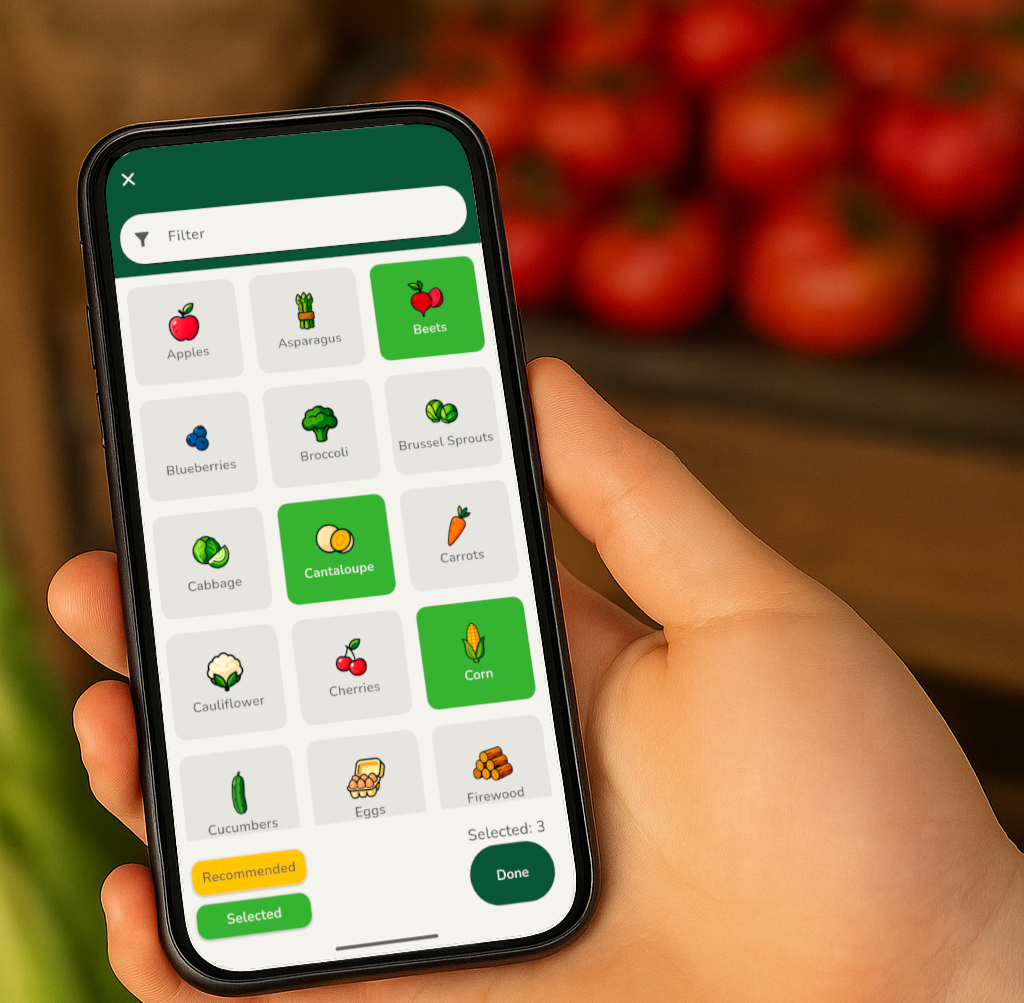 ×
Filter
Apples
Asparagus
Beets
Blueberries
Broccoli
Brussel Sprouts
Cabbage
Cantaloupe
Carrots
Cauliflower
Cherries
Corn
Cucumbers
Eggs
Firewood
Selected: 3
Recommended
Done
Selected